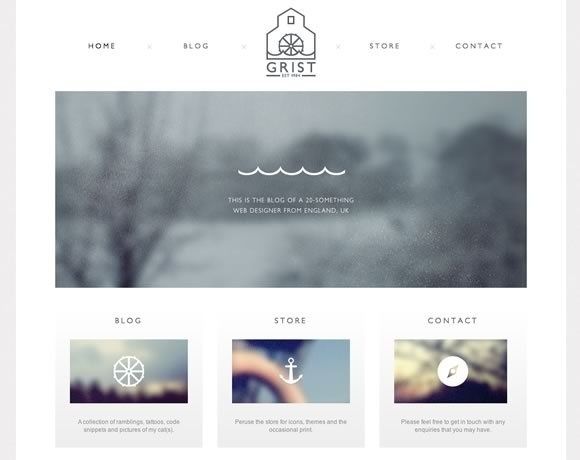 HOME
BLOG
GRIST
EST 1984
STORE
CONTACT
THIS IS THE BLOG OF A 20-SOMETHING
WEB DESIGNER FROM ENGLAND, UK
BLOG
A collection of ramblings, tattoos, code
snippets and pictures of my cat(s).
STORE
Peruse the store for icons, themes and the
occasional print.
CONTACT
Please feel free to get in touch with any
enquiries that you may have.